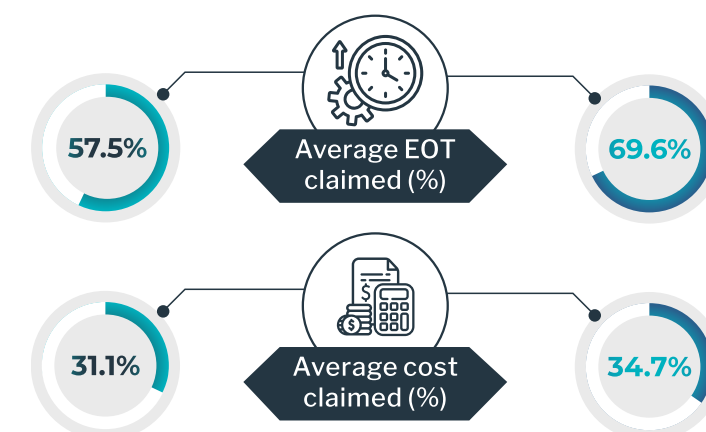 57.5%
Average EOT
claimed (%)
69.6%
$
$
31.1%
Average cost
claimed (%)
34.7%